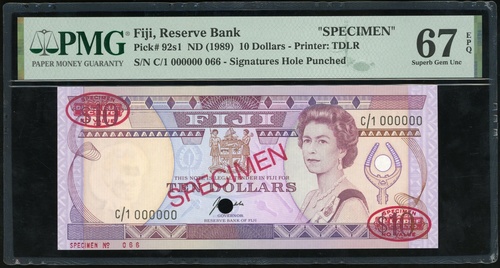 PMG
PAPER MONEY GUARANTY
Fiji, Reserve Bank
"SPECIMEN"
Pick# 92s1 ND (1989) 10 Dollars - Printer: TDLR
S/N C/1 000000 066 - Signatures Hole Punched
67 EPQ
Superb Gem Unc
FIJI
C/1 000000
SPECIMEN
THIS NOTE IS LEGAL TENDER IN FIJI FOR
TEN DOLLARS
C/1 000000
GOVERNOR
RESERVE BANK OF FIJI
SPECIMEN Nº 066
10